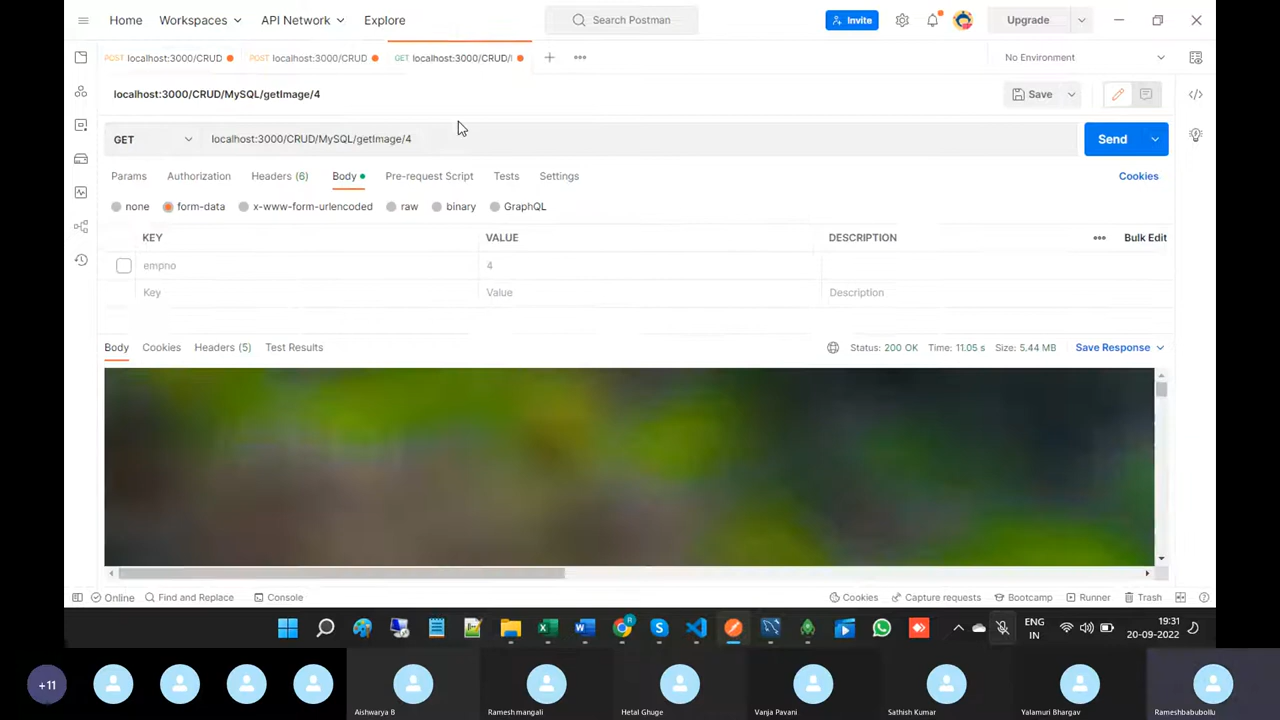 Home Workspaces API Network Explore Search Postman Invite Upgrade
POST localhost:3000/CRUD POST localhost:3000/CRUD GET localhost:3000/CRUD/ No Environment
localhost:3000/CRUD/MySQL/getImage/4 Save
GET localhost:3000/CRUD/MySQL/getImage/4 Send
Params Authorization Headers (6) Body Pre-request Script Tests Settings Cookies
none form-data x-www-form-urlencoded raw binary GraphQL
KEY VALUE DESCRIPTION Bulk Edit
empno 4
Key Value Description
Body Cookies Headers (5) Test Results Status: 200 OK Time: 11.05 s Size: 5.44 MB Save Response
Online Find and Replace Console Cookies Capture requests Bootcamp Runner Trash
ENG 19:31
IN 20-09-2022
+11 Aishwarya B Ramesh mangali Hetal Ghuge Vanja Pavani Sathish Kumar Yalamuri Bhargav Rameshbabubollu